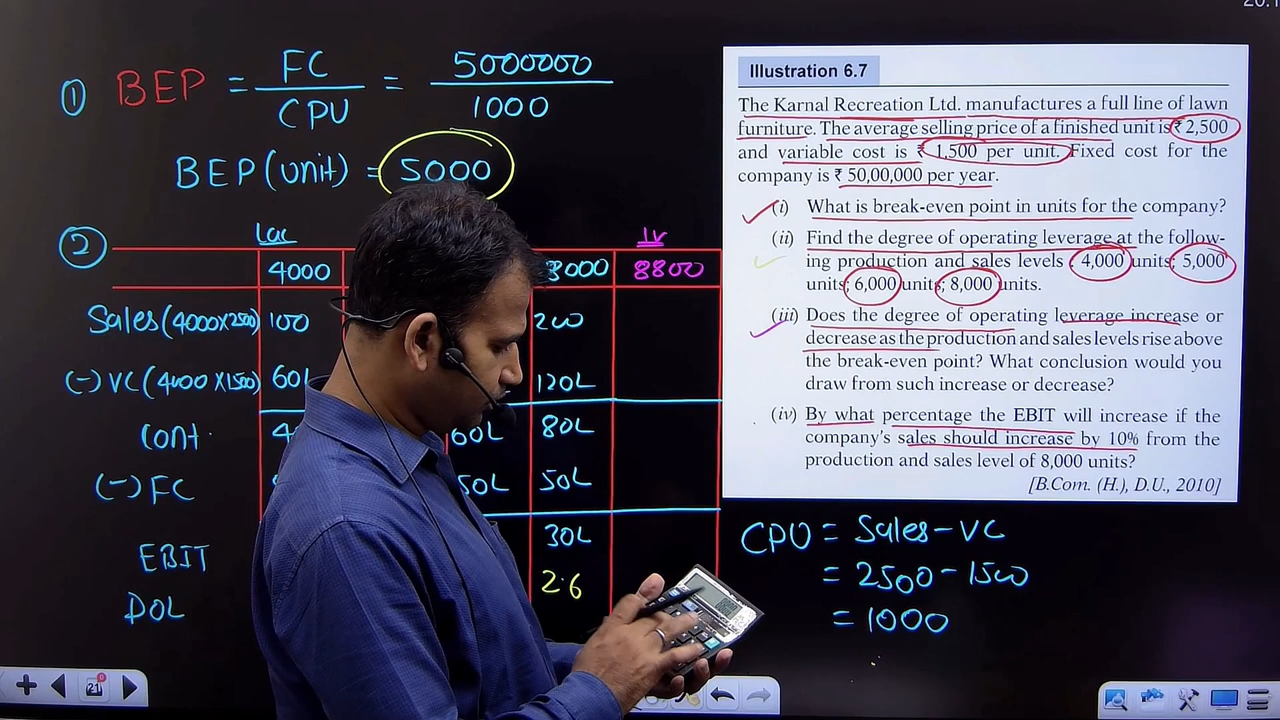 ① BEP = FC / CPU = 5000000 / 1000
BEP (unit) = 5000
② Lac
4000 8000 8800
iv
Sales (4000x2500) 100 200
(-) VC (4000 x 1500) 60L 120L
Cont. 60L 80L
(-) FC 50L 50L
EBIT 30L
DOL 2.6
Illustration 6.7
The Karnal Recreation Ltd. manufactures a full line of lawn
furniture. The average selling price of a finished unit is ₹ 2,500
and variable cost is ₹ 1,500 per unit. Fixed cost for the
company is ₹ 50,00,000 per year.
(i) What is break-even point in units for the company?
(ii) Find the degree of operating leverage at the follow-
ing production and sales levels 4,000 units; 5,000
units; 6,000 units; 8,000 units.
(iii) Does the degree of operating leverage increase or
decrease as the production and sales levels rise above
the break-even point? What conclusion would you
draw from such increase or decrease?
(iv) By what percentage the EBIT will increase if the
company's sales should increase by 10% from the
production and sales level of 8,000 units?
[B.Com. (H.), D.U., 2010]
CPU = Sales - VC
= 2500 - 1500
= 1000
21